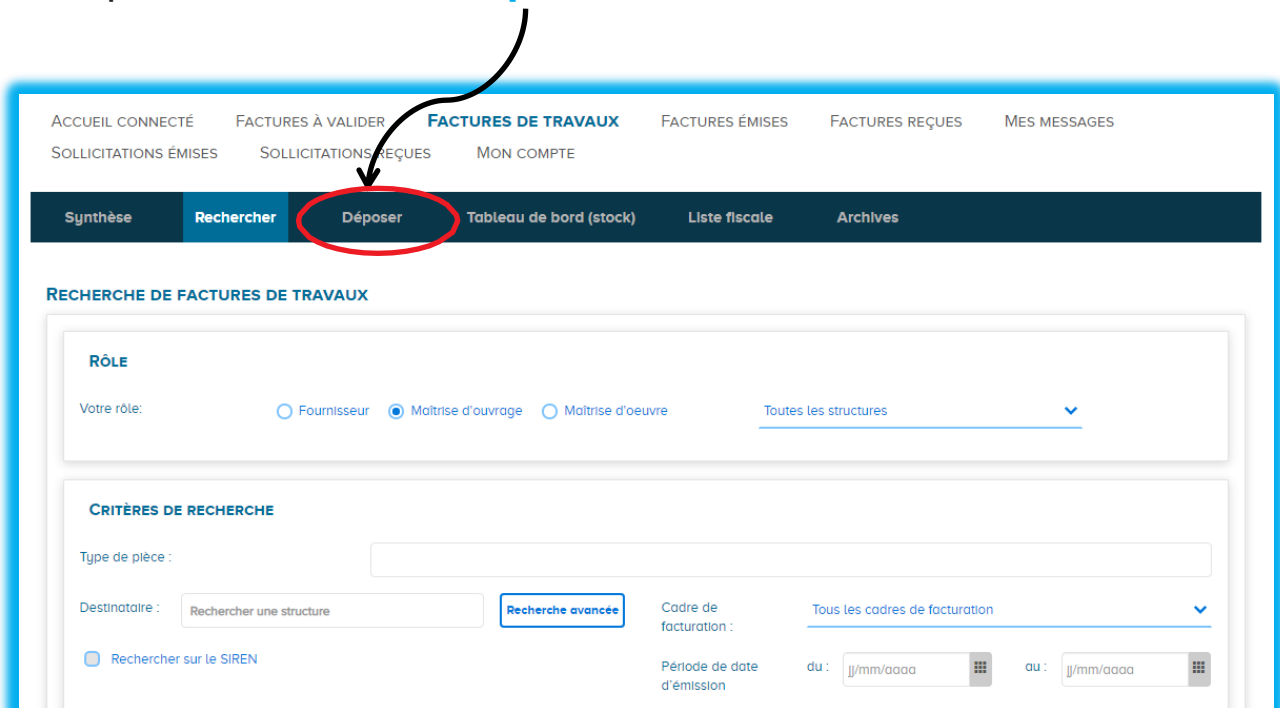 ACCUEIL CONNECTÉ FACTURES À VALIDER FACTURES DE TRAVAUX FACTURES ÉMISES FACTURES REÇUES MES MESSAGES
SOLLICITATIONS ÉMISES SOLLICITATIONS REÇUES MON COMPTE
Synthèse Rechercher Déposer Tableau de bord (stock) Liste fiscale Archives
RECHERCHE DE FACTURES DE TRAVAUX
RÔLE
Votre rôle: Fournisseur Maîtrise d'ouvrage Maîtrise d'oeuvre Toutes les structures
CRITÈRES DE RECHERCHE
Type de pièce :
Destinataire : Rechercher une structure Recherche avancée Cadre de facturation : Tous les cadres de facturation
Rechercher sur le SIREN
Période de date d'émission du : jj/mm/aaaa au : jj/mm/aaaa